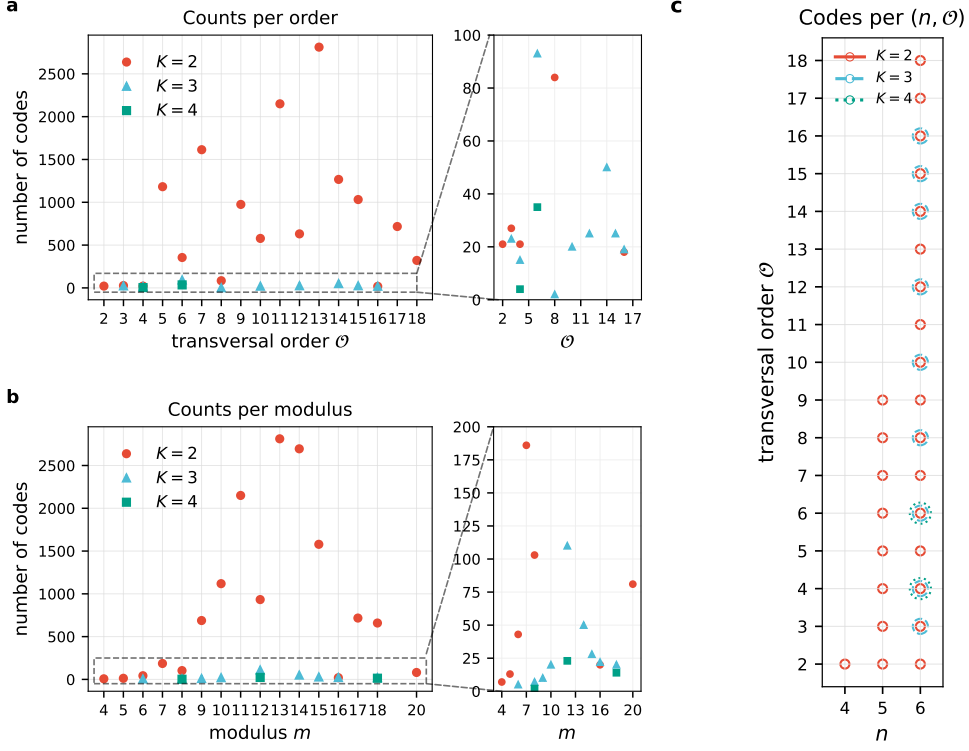 a
Counts per order
number of codes
2500
2000
1500
1000
500
0
K = 2
K = 3
K = 4
2 3 4 5 6 7 8 9 10 11 12 13 14 15 16 17 18
transversal order 𝒪
100
80
60
40
20
0
2 5 8 11 14 17
𝒪
b
Counts per modulus
number of codes
2500
2000
1500
1000
500
0
K = 2
K = 3
K = 4
4 5 6 7 8 9 10 11 12 13 14 15 16 17 18 20
modulus m
200
175
150
125
100
75
50
25
0
4 7 10 13 16 20
m
c
Codes per (n, 𝒪)
transversal order 𝒪
K = 2
K = 3
K = 4
18
17
16
15
14
13
12
11
10
9
8
7
6
5
4
3
2
4 5 6
n